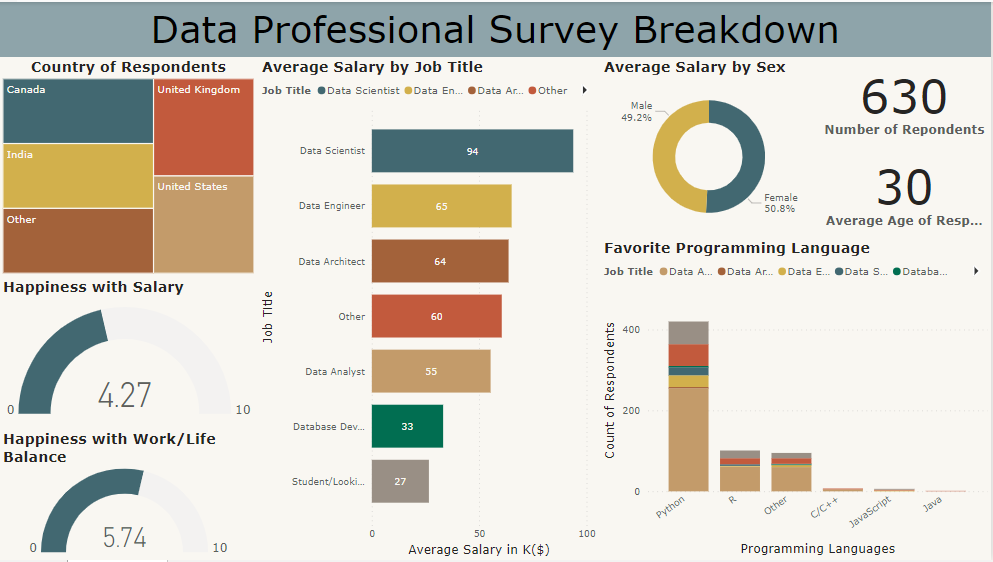 Data Professional Survey Breakdown
Country of Respondents
Canada
United Kingdom
India
United States
Other
Happiness with Salary
4.27
0
10
Happiness with Work/Life
Balance
5.74
0
10
Average Salary by Job Title
Job Title Data Scientist Data En... Data Ar... Other
Job Title
Data Scientist
94
Data Engineer
65
Data Architect
64
Other
60
Data Analyst
55
Database Dev...
33
Student/Looki...
27
0
50
100
Average Salary in K($)
Average Salary by Sex
Male
49.2%
Female
50.8%
630
Number of Repondents
30
Average Age of Resp...
Favorite Programming Language
Job Title Data A... Data Ar... Data E... Data S... Databa...
Count of Respondents
400
200
0
Python
R
Other
C/C++
JavaScript
Java
Programming Languages